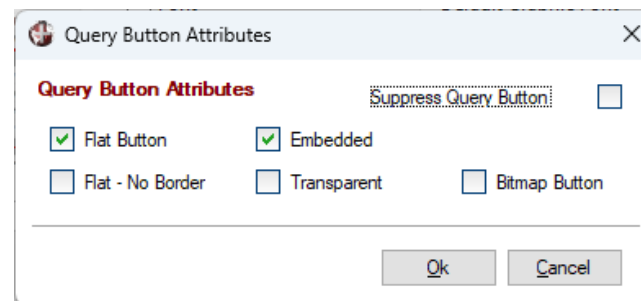 Query Button Attributes
Query Button Attributes
Suppress Query Button
Flat Button Embedded
Flat - No Border Transparent Bitmap Button
Ok Cancel